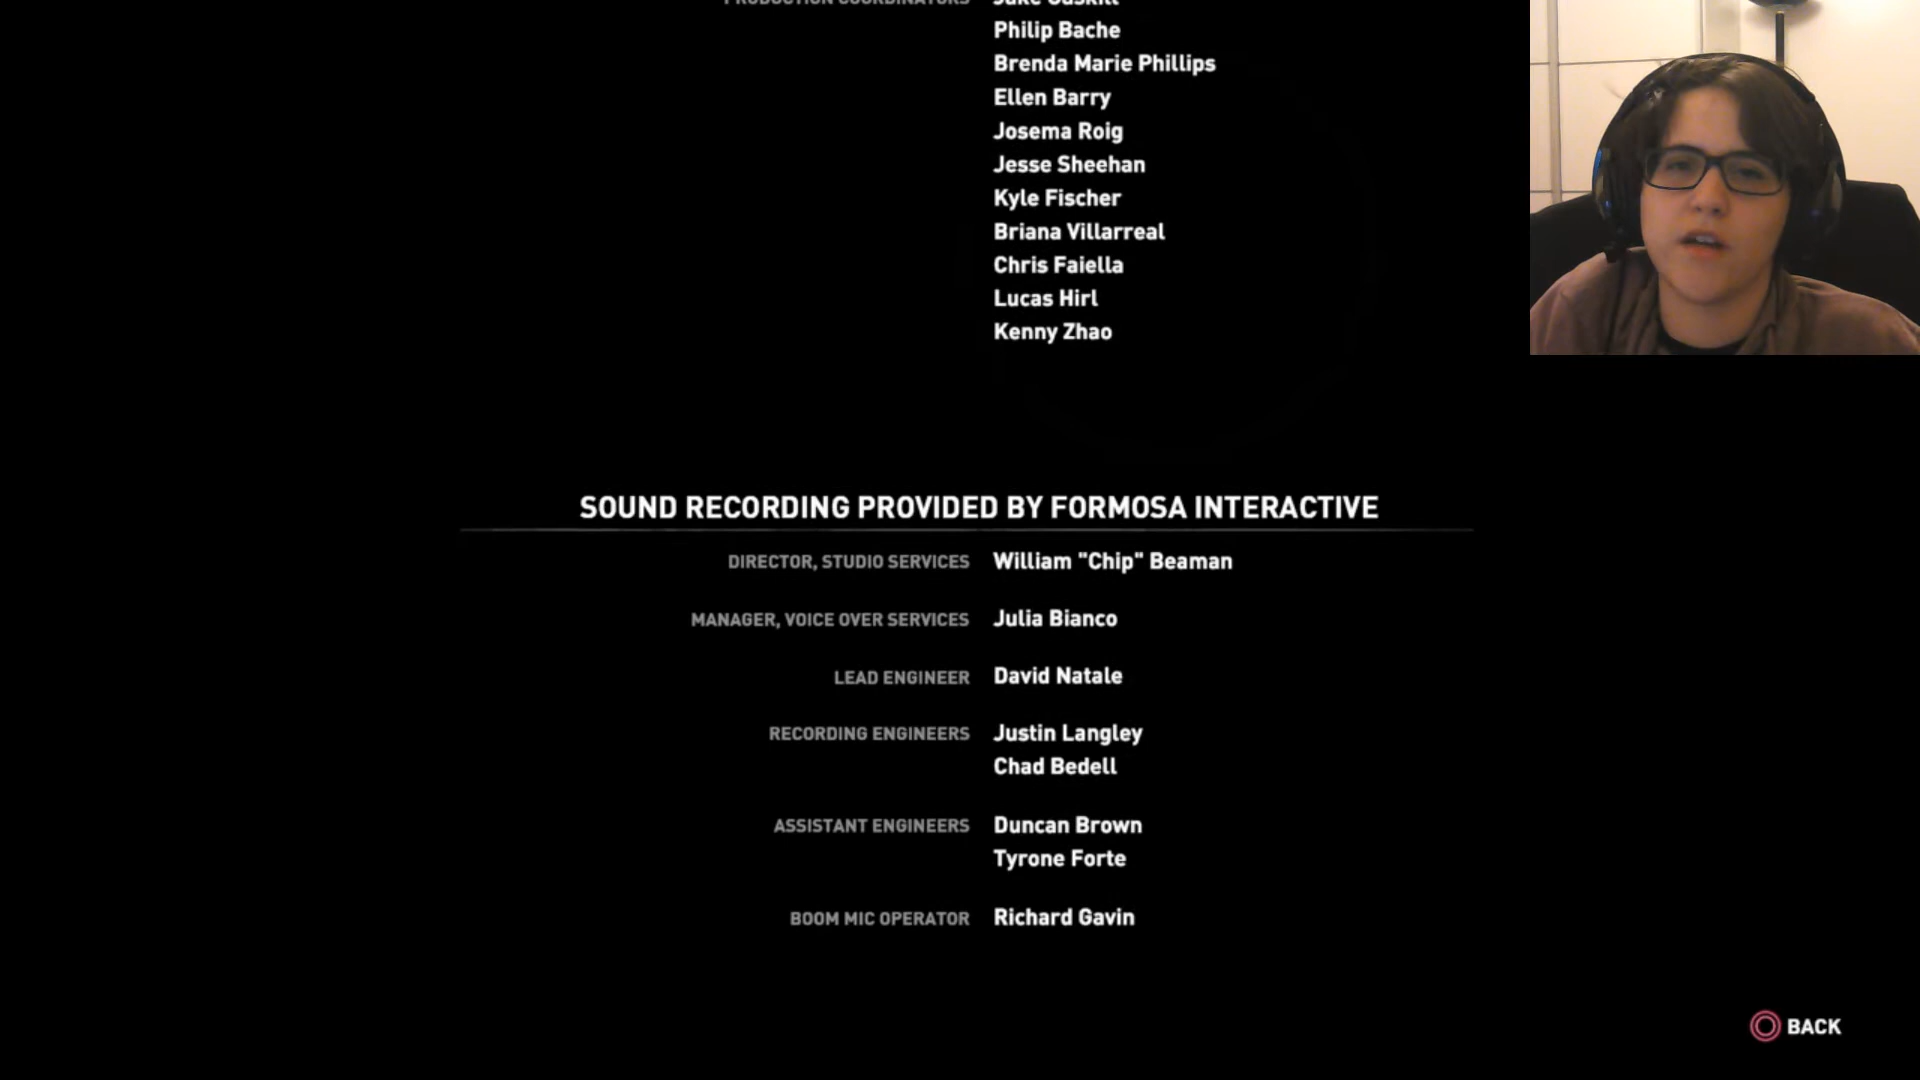 Philip Bache
Brenda Marie Phillips
Ellen Barry
Josema Roig
Jesse Sheehan
Kyle Fischer
Briana Villarreal
Chris Faiella
Lucas Hirl
Kenny Zhao
SOUND RECORDING PROVIDED BY FORMOSA INTERACTIVE
DIRECTOR, STUDIO SERVICES William "Chip" Beaman
MANAGER, VOICE OVER SERVICES Julia Bianco
LEAD ENGINEER David Natale
RECORDING ENGINEERS Justin Langley
Chad Bedell
ASSISTANT ENGINEERS Duncan Brown
Tyrone Forte
BOOM MIC OPERATOR Richard Gavin
BACK